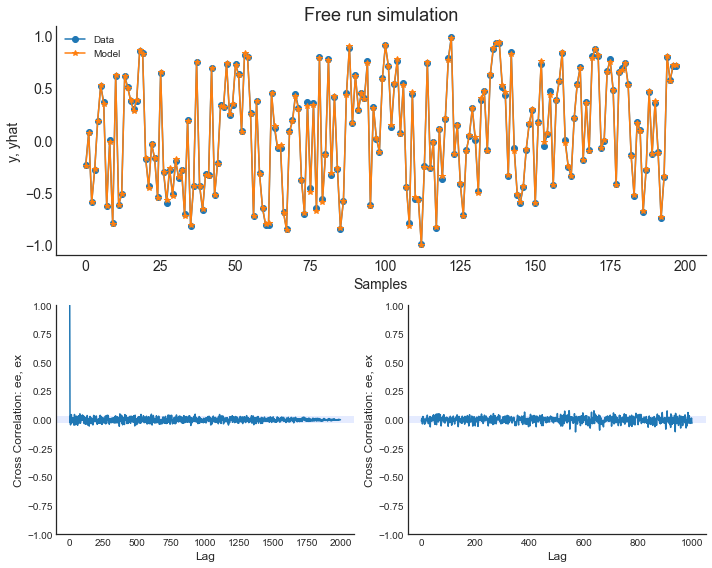 Free run simulation
y, yhat
1.0
0.5
0.0
−0.5
−1.0
Data
Model
0 25 50 75 100 125 150 175 200
Samples
Cross Correlation: ee, ex
1.00
0.75
0.50
0.25
0.00
−0.25
−0.50
−0.75
−1.00
0 250 500 750 1000 1250 1500 1750 2000
Lag
Cross Correlation: ee, ex
1.00
0.75
0.50
0.25
0.00
−0.25
−0.50
−0.75
−1.00
0 200 400 600 800 1000
Lag